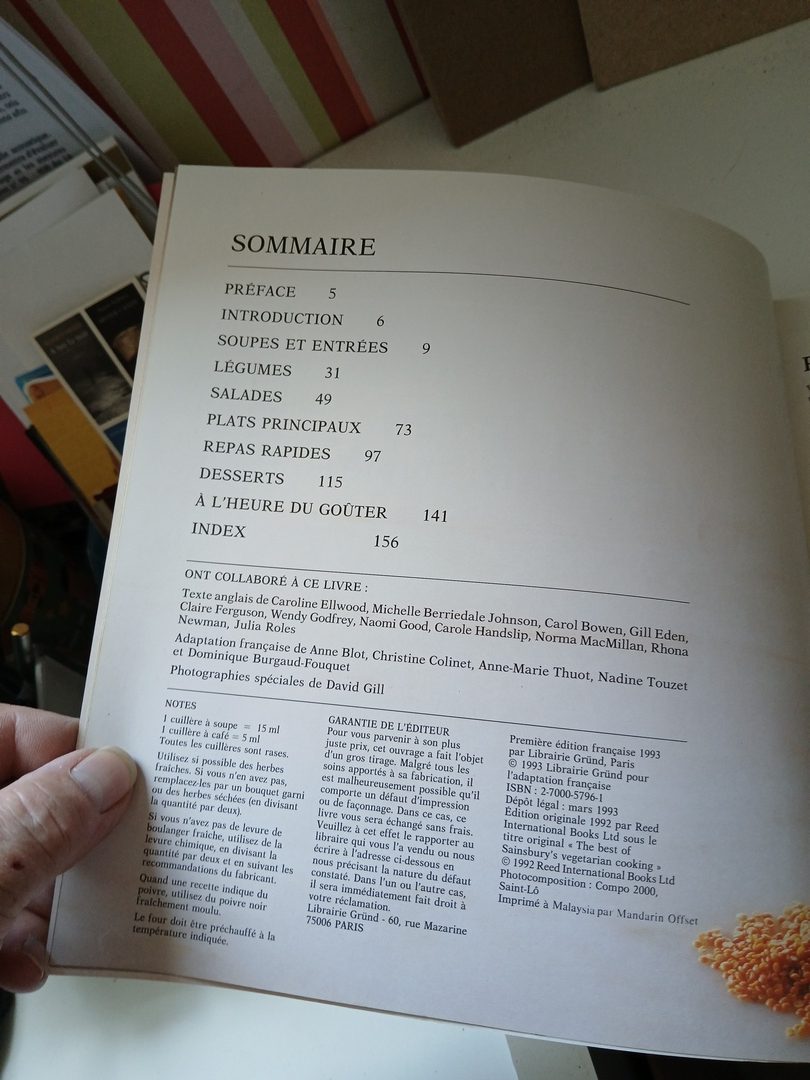 SOMMAIRE
PRÉFACE 5
INTRODUCTION 6
SOUPES ET ENTRÉES 9
LÉGUMES 31
SALADES 49
PLATS PRINCIPAUX 73
REPAS RAPIDES 97
DESSERTS 115
À L'HEURE DU GOÛTER 141
INDEX 156
ONT COLLABORÉ À CE LIVRE :
Texte anglais de Caroline Ellwood, Michelle Berriedale Johnson, Carol Bowen, Gill Eden,
Claire Ferguson, Wendy Godfrey, Naomi Good, Carole Handslip, Norma MacMillan, Rhona
Newman, Julia Roles
Adaptation française de Anne Blot, Christine Colinet, Anne-Marie Thuot, Nadine Touzet
et Dominique Burgaud-Fouquet
Photographies spéciales de David Gill
NOTES
1 cuillère à soupe = 15 ml
1 cuillère à café = 5 ml
Toutes les cuillères sont rases.
Utilisez si possible des herbes
fraîches. Si vous n'en avez pas,
remplacez-les par un bouquet garni
ou des herbes séchées (en divisant
la quantité par deux).
Si vous n'avez pas de levure de
boulanger fraîche, utilisez de la
levure chimique, en divisant la
quantité par deux et en suivant les
recommandations du fabricant.
Quand une recette indique du
poivre, utilisez du poivre noir
fraîchement moulu.
Le four doit être préchauffé à la
température indiquée.
GARANTIE DE L'ÉDITEUR
Pour vous parvenir à son plus
juste prix, cet ouvrage a fait l'objet
d'un gros tirage. Malgré tous les
soins apportés à sa fabrication, il
est malheureusement possible qu'il
comporte un défaut d'impression
ou de façonnage. Dans ce cas, ce
livre vous sera échangé sans frais.
Veuillez à cet effet le rapporter au
libraire qui vous l'a vendu ou nous
écrire à l'adresse ci-dessous en
nous précisant la nature du défaut
constaté. Dans l'un ou l'autre cas,
il sera immédiatement fait droit à
votre réclamation.
Librairie Gründ - 60, rue Mazarine
75006 PARIS
Première édition française 1993
par Librairie Gründ, Paris
© 1993 Librairie Gründ pour
l'adaptation française
ISBN : 2-7000-5796-1
Dépôt légal : mars 1993
Édition originale 1992 par Reed
International Books Ltd sous le
titre original « The best of
Sainsbury's vegetarian cooking »
© 1992 Reed International Books Ltd
Photocomposition : Compo 2000,
Saint-Lô
Imprimé à Malaysia par Mandarin Offset